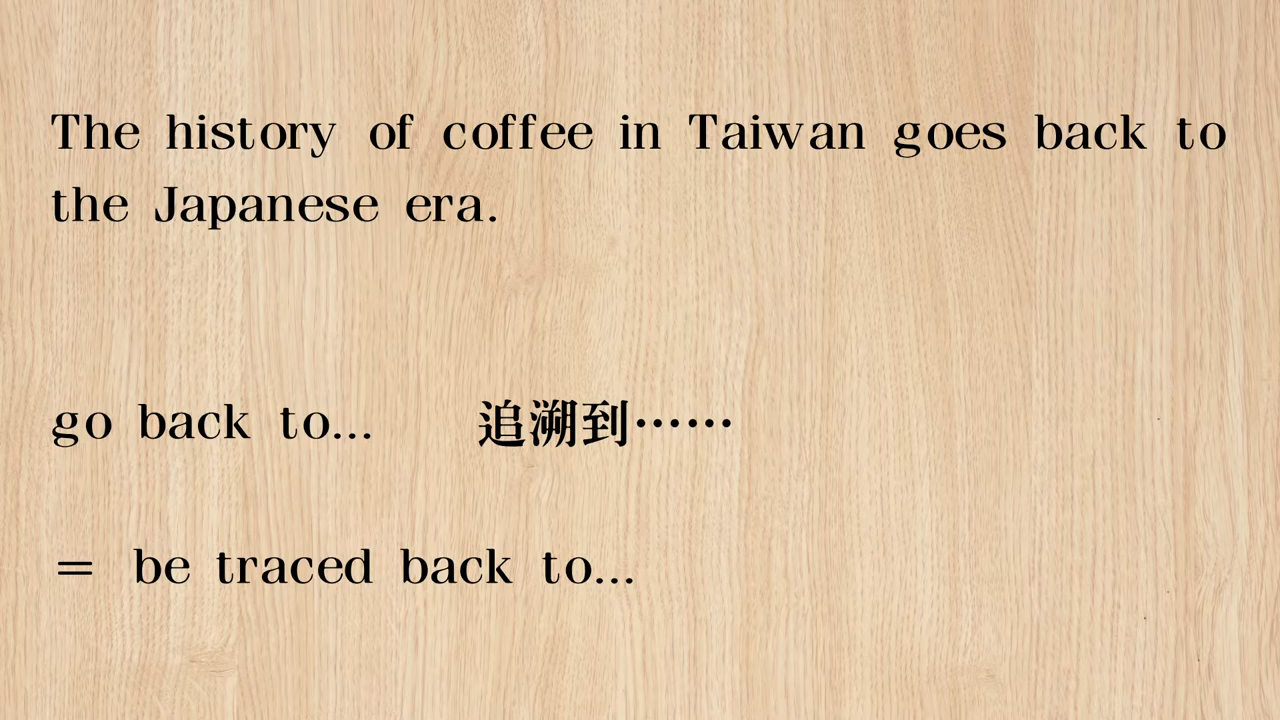 The history of coffee in Taiwan goes back to
the Japanese era.
go back to... 追溯到……
= be traced back to...